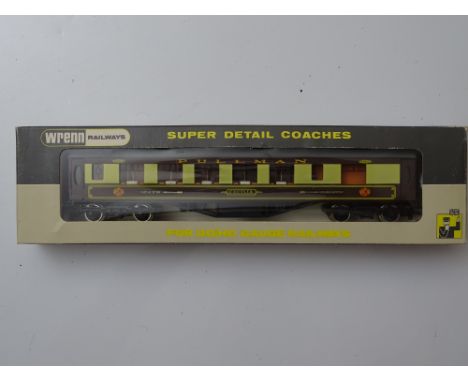 Wrenn RAILWAYS
SUPER DETAIL COACHES
PULLMAN
FOR OO/HO GAUGE RAILWAYS